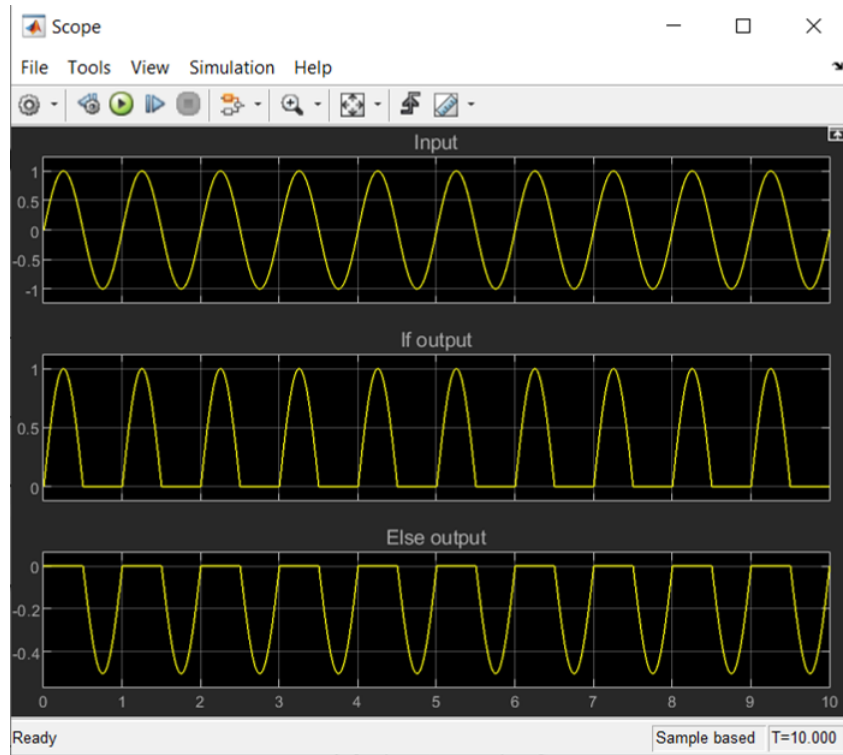 Scope
File Tools View Simulation Help
Input
1
0.5
0
-0.5
-1
If output
1
0.5
0
Else output
0
-0.2
-0.4
0 1 2 3 4 5 6 7 8 9 10
Ready Sample based T=10.000